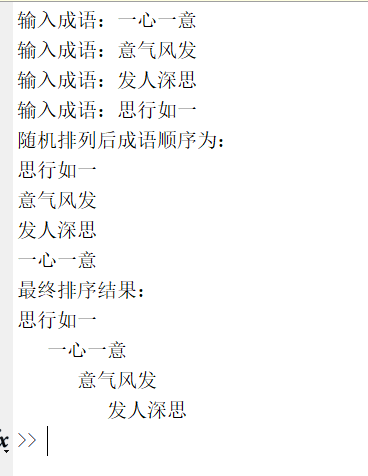 输入成语：一心一意
输入成语：意气风发
输入成语：发人深思
输入成语：思行如一
随机排列后成语顺序为：
思行如一
意气风发
发人深思
一心一意
最终排序结果：
思行如一
一心一意
意气风发
发人深思
fx >>